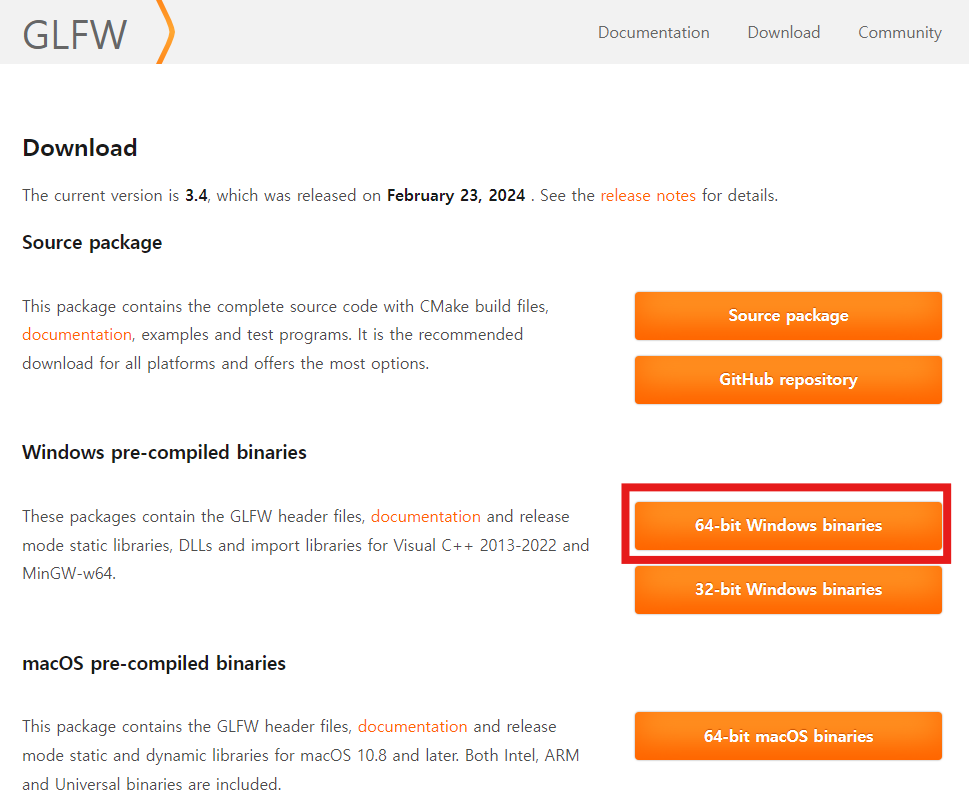 GLFW
Documentation Download Community
Download
The current version is 3.4, which was released on February 23, 2024 . See the release notes for details.
Source package
This package contains the complete source code with CMake build files,
documentation, examples and test programs. It is the recommended
download for all platforms and offers the most options.
Source package
GitHub repository
Windows pre-compiled binaries
These packages contain the GLFW header files, documentation and release
mode static libraries, DLLs and import libraries for Visual C++ 2013-2022 and
MinGW-w64.
64-bit Windows binaries
32-bit Windows binaries
macOS pre-compiled binaries
This package contains the GLFW header files, documentation and release
mode static and dynamic libraries for macOS 10.8 and later. Both Intel, ARM
and Universal binaries are included.
64-bit macOS binaries